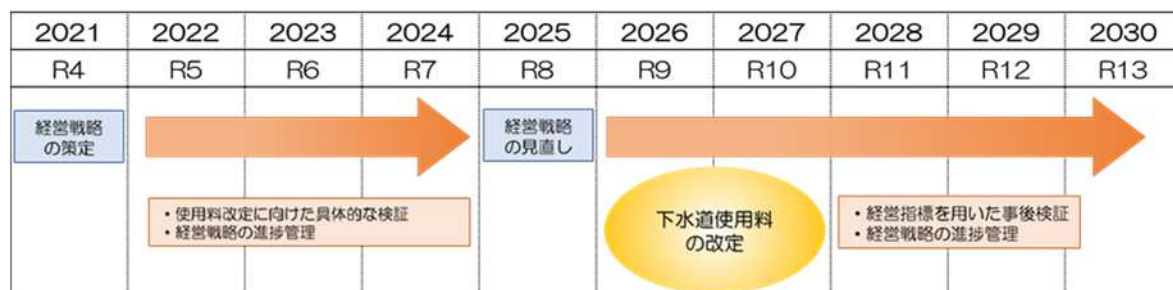 2021 2022 2023 2024 2025 2026 2027 2028 2029 2030
R4 R5 R6 R7 R8 R9 R10 R11 R12 R13
経営戦略
の策定
経営戦略
の見直し
・使用料改定に向けた具体的な検証
・経営戦略の進捗管理
下水道使用料
の改定
・経営指標を用いた事後検証
・経営戦略の進捗管理